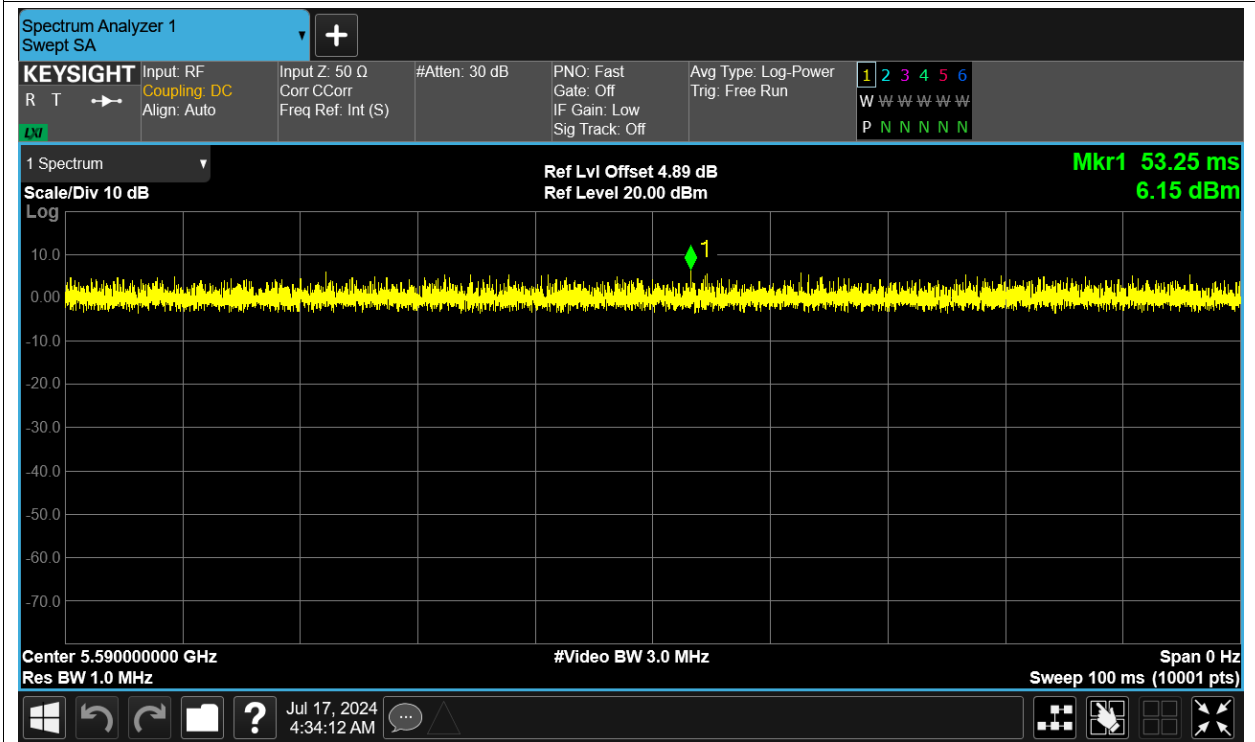 Spectrum Analyzer 1
Swept SA
+
KEYSIGHT
R T
LXI
Input: RF
Coupling: DC
Align: Auto
Input Z: 50 Ω
Corr CCorr
Freq Ref: Int (S)
#Atten: 30 dB
PNO: Fast
Gate: Off
IF Gain: Low
Sig Track: Off
Avg Type: Log-Power
Trig: Free Run
1 2 3 4 5 6
W W W W W W
P N N N N N
1 Spectrum
Scale/Div 10 dB
Log
Ref Lvl Offset 4.89 dB
Ref Level 20.00 dBm
Mkr1 53.25 ms
6.15 dBm
1
10.0
0.00
-10.0
-20.0
-30.0
-40.0
-50.0
-60.0
-70.0
Center 5.590000000 GHz
Res BW 1.0 MHz
#Video BW 3.0 MHz
Span 0 Hz
Sweep 100 ms (10001 pts)
?
Jul 17, 2024
4:34:12 AM